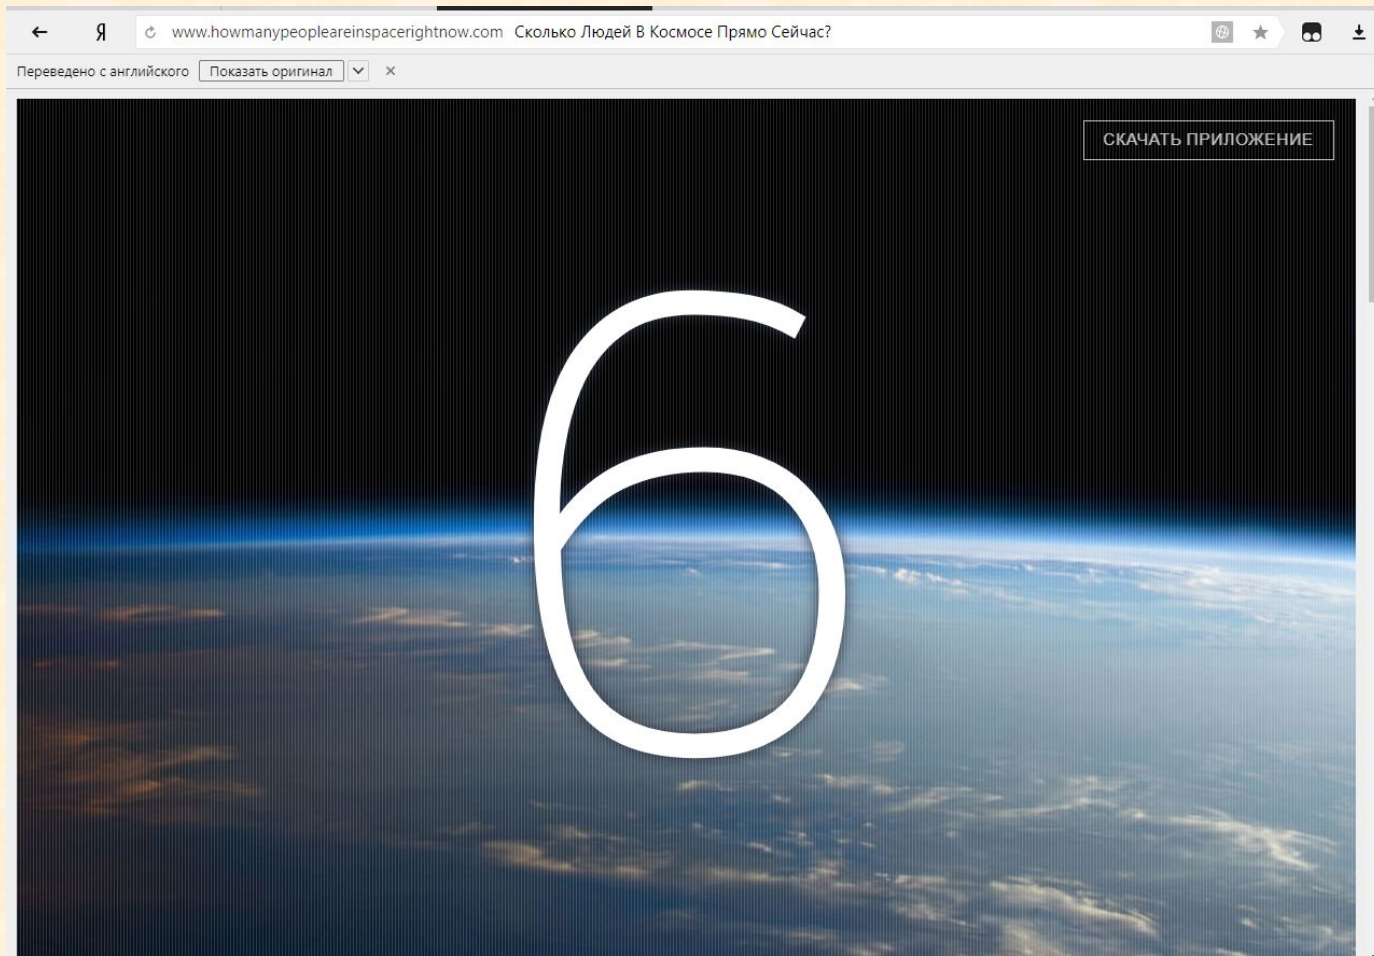 Я www.howmanypeopleareinspacerightnow.com Сколько Людей В Космосе Прямо Сейчас?
Переведено с английского Показать оригинал
СКАЧАТЬ ПРИЛОЖЕНИЕ
6